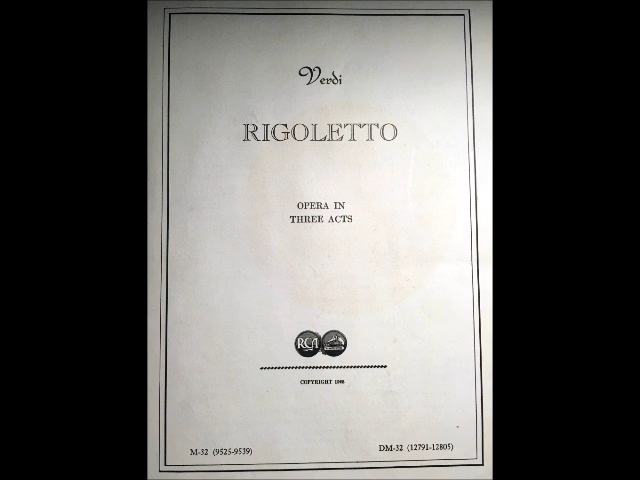 Verdi
RIGOLETTO
OPERA IN
THREE ACTS
RCA
COPYRIGHT
M-32 (9525-9539)
DM-32 (12791-12805)